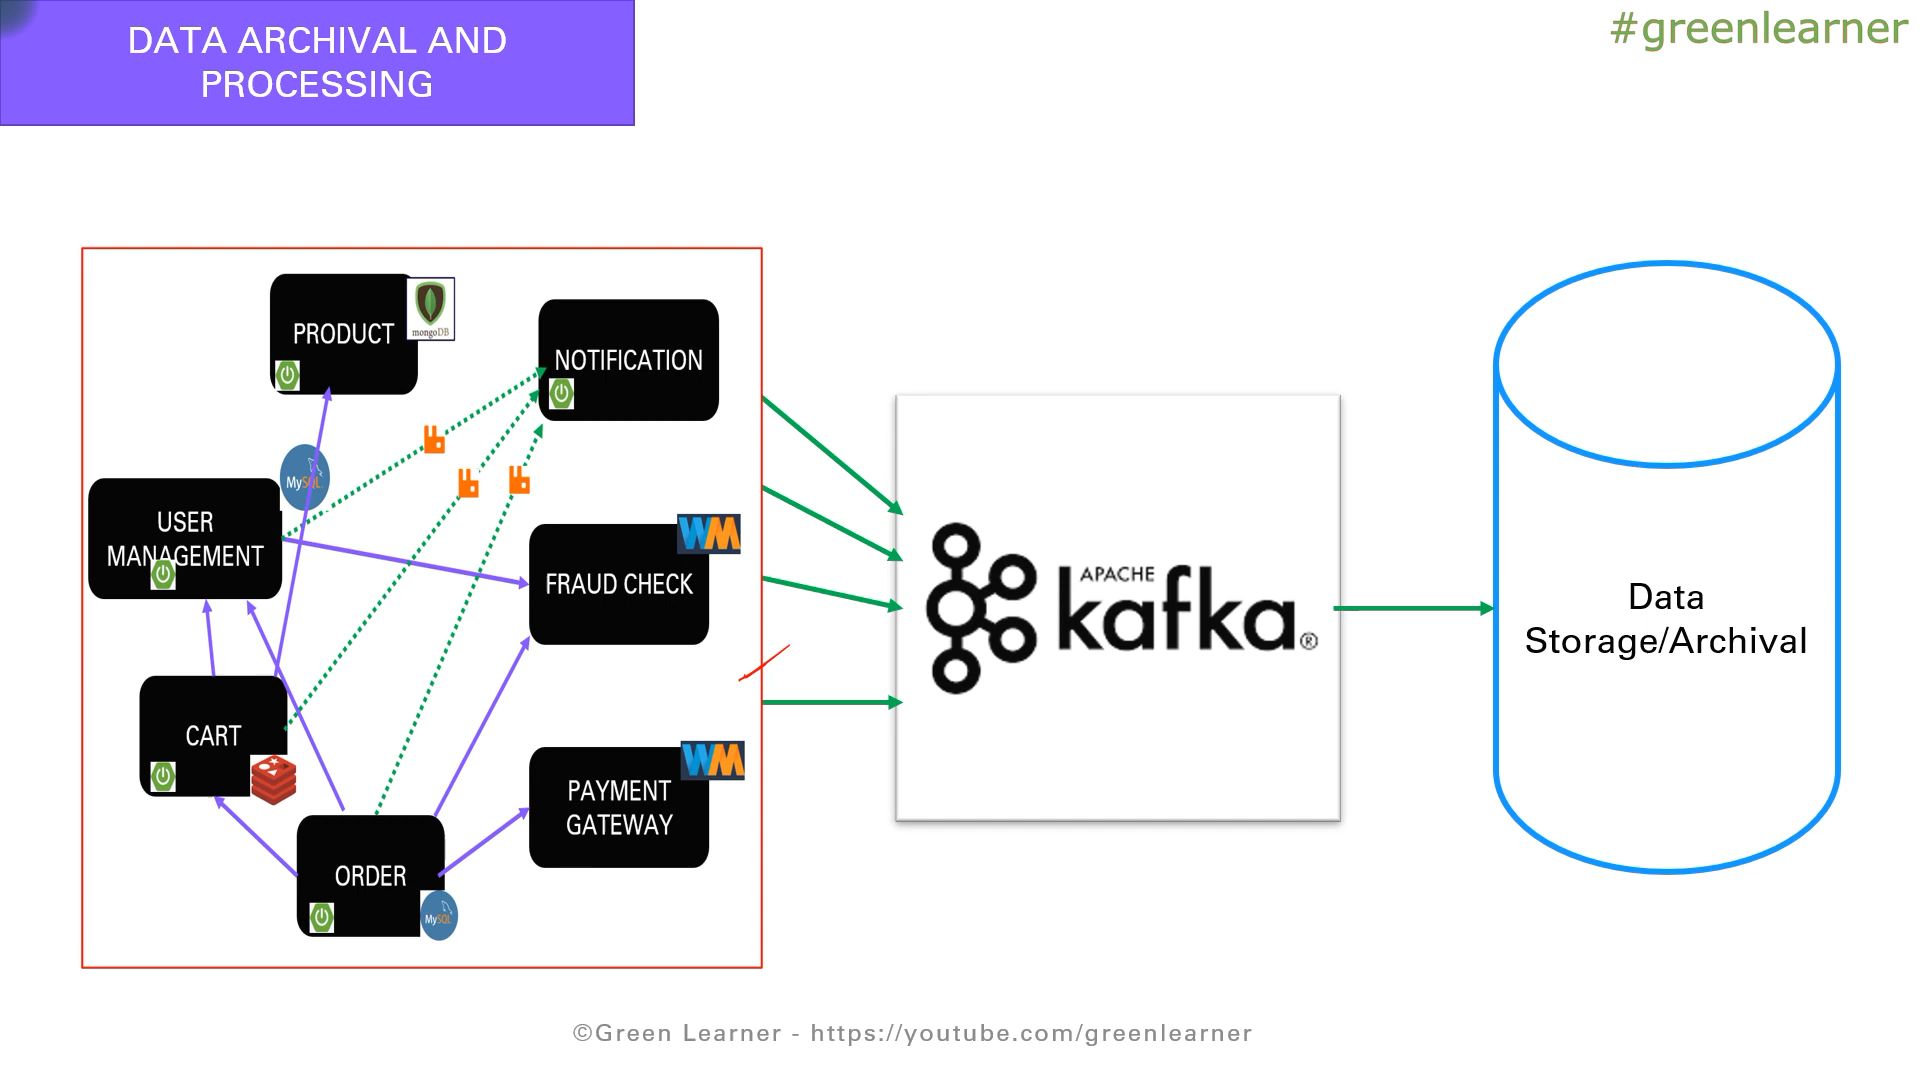 DATA ARCHIVAL AND
PROCESSING
#greenlearner
PRODUCT
mongoDB
NOTIFICATION
MySQL
USER
MANAGEMENT
WM
FRAUD CHECK
CART
WM
PAYMENT
GATEWAY
ORDER
MySQL
APACHE
kafka®
Data
Storage/Archival
©Green Learner - https://youtube.com/greenlearner